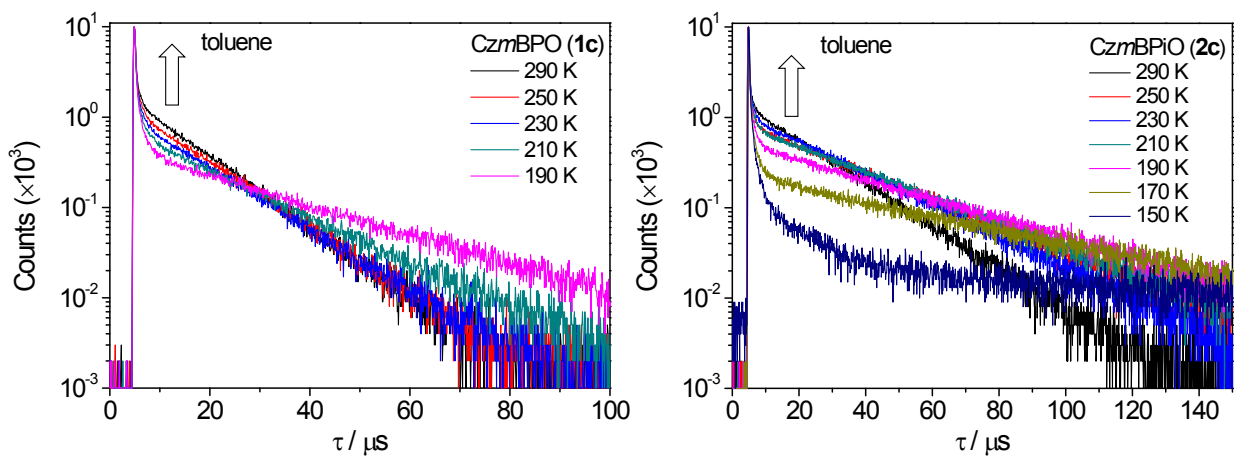 10^1
10^0
10^-1
10^-2
10^-3
Counts (×10^3)
toluene
CzmBPO (1c)
290 K
250 K
230 K
210 K
190 K
0 20 40 60 80 100
τ / μs
10^1
10^0
10^-1
10^-2
10^-3
Counts (×10^3)
toluene
CzmBPiO (2c)
290 K
250 K
230 K
210 K
190 K
170 K
150 K
0 20 40 60 80 100 120 140
τ / μs